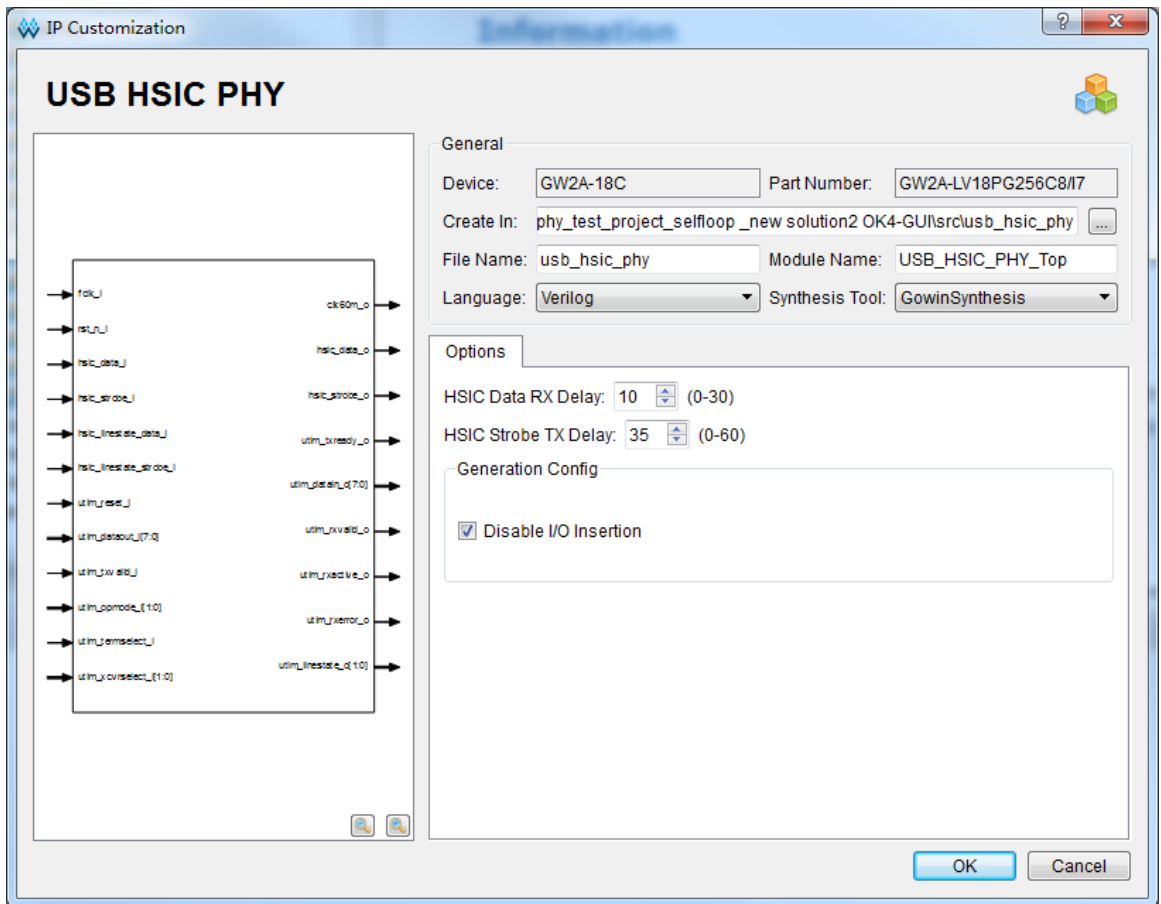 IP Customization
Information
USB HSIC PHY
fclk_i
rst_n_i
hsic_data_i
hsic_strobe_i
hsic_linestate_data_i
hsic_linestate_strobe_i
utim_reset_i
utim_dataout_i[7:0]
utim_txvalid_i
utim_opmode_i[1:0]
utim_termselect_i
utim_xcvrselect_i[1:0]
clk60m_o
hsic_data_o
hsic_strobe_o
utim_txready_o
utim_datain_o[7:0]
utim_rxvalid_o
utim_rxactive_o
utim_rxerror_o
utim_linestate_o[1:0]
General
Device: GW2A-18C Part Number: GW2A-LV18PG256C8/I7
Create In: phy_test_project_selfloop _new solution2 OK4-GUI\src\usb_hsic_phy ...
File Name: usb_hsic_phy Module Name: USB_HSIC_PHY_Top
Language: Verilog Synthesis Tool: GowinSynthesis
Options
HSIC Data RX Delay: 10 (0-30)
HSIC Strobe TX Delay: 35 (0-60)
Generation Config
Disable I/O Insertion
OK Cancel